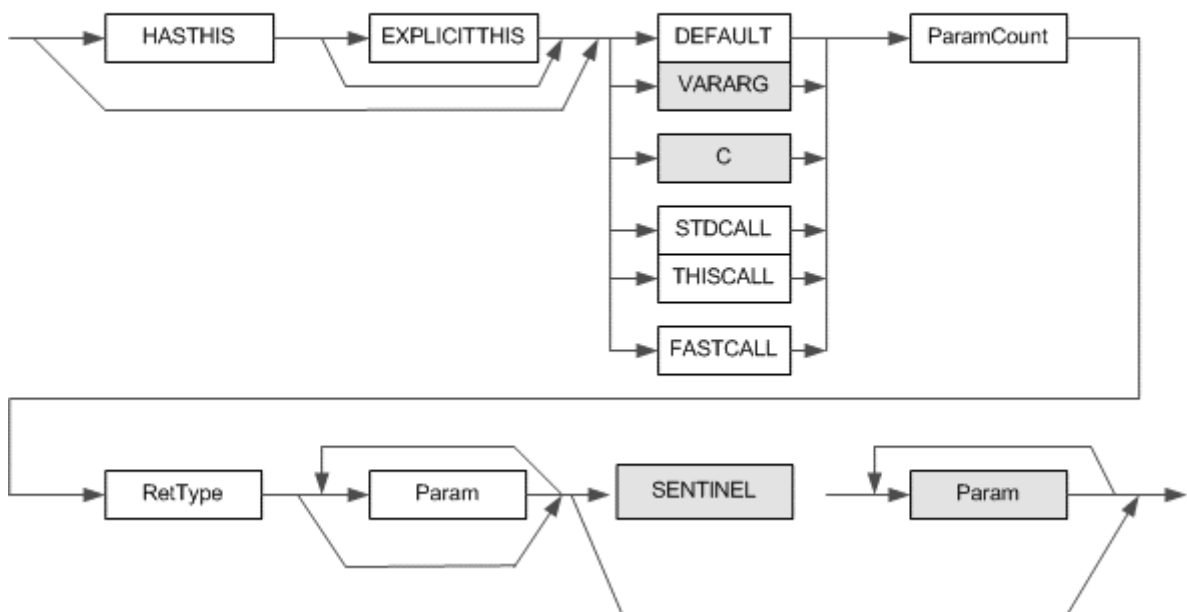 HASTHIS
EXPLICITTHIS
DEFAULT
ParamCount
VARARG
C
STDCALL
THISCALL
FASTCALL
RetType
Param
SENTINEL
Param